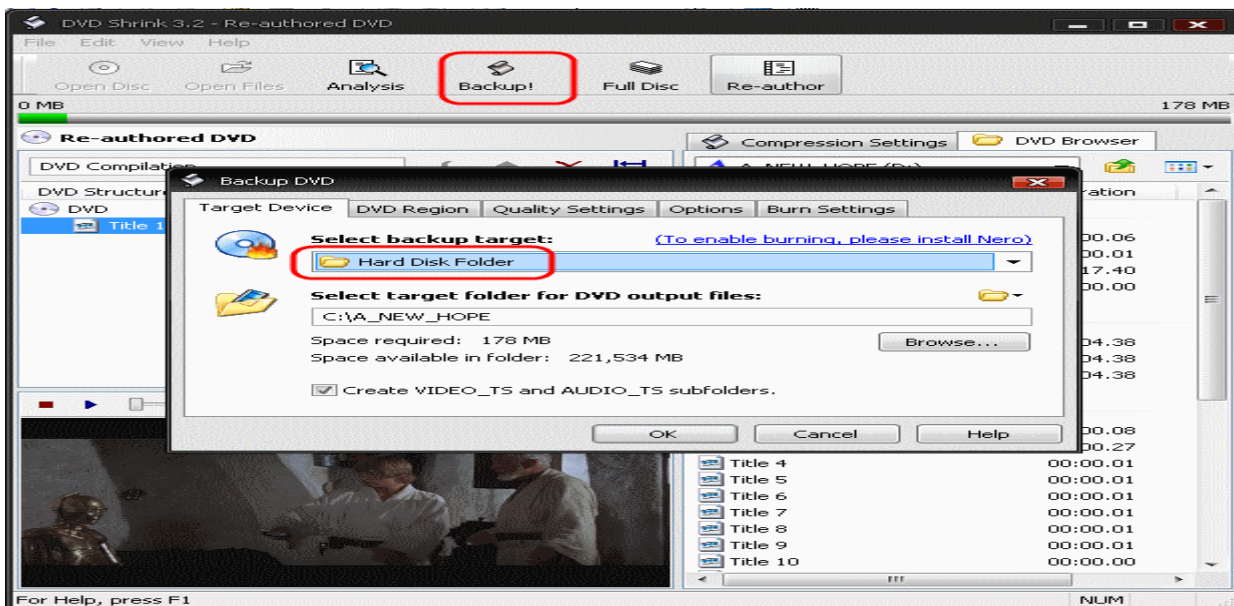 DVD Shrink 3.2 - Re-authored DVD
File Edit View Help
Open Disc Open Files Analysis Backup! Full Disc Re-author
0 MB 178 MB
Re-authored DVD
Compression Settings DVD Browser
DVD Compilation
A_NEW_HOPE (D:)
DVD Structure
DVD
Title 1
Backup DVD
Target Device DVD Region Quality Settings Options Burn Settings
Select backup target: (To enable burning, please install Nero)
Hard Disk Folder
Select target folder for DVD output files:
C:\A_NEW_HOPE
Space required: 178 MB
Browse...
Space available in folder: 221,534 MB
Create VIDEO_TS and AUDIO_TS subfolders.
OK Cancel Help
ration
00.06
00.01
17.40
00.00
04.38
04.38
04.38
00.08
00.27
Title 4 00:00.01
Title 5 00:00.01
Title 6 00:00.01
Title 7 00:00.01
Title 8 00:00.01
Title 9 00:00.01
Title 10 00:00.00
For Help, press F1 NUM